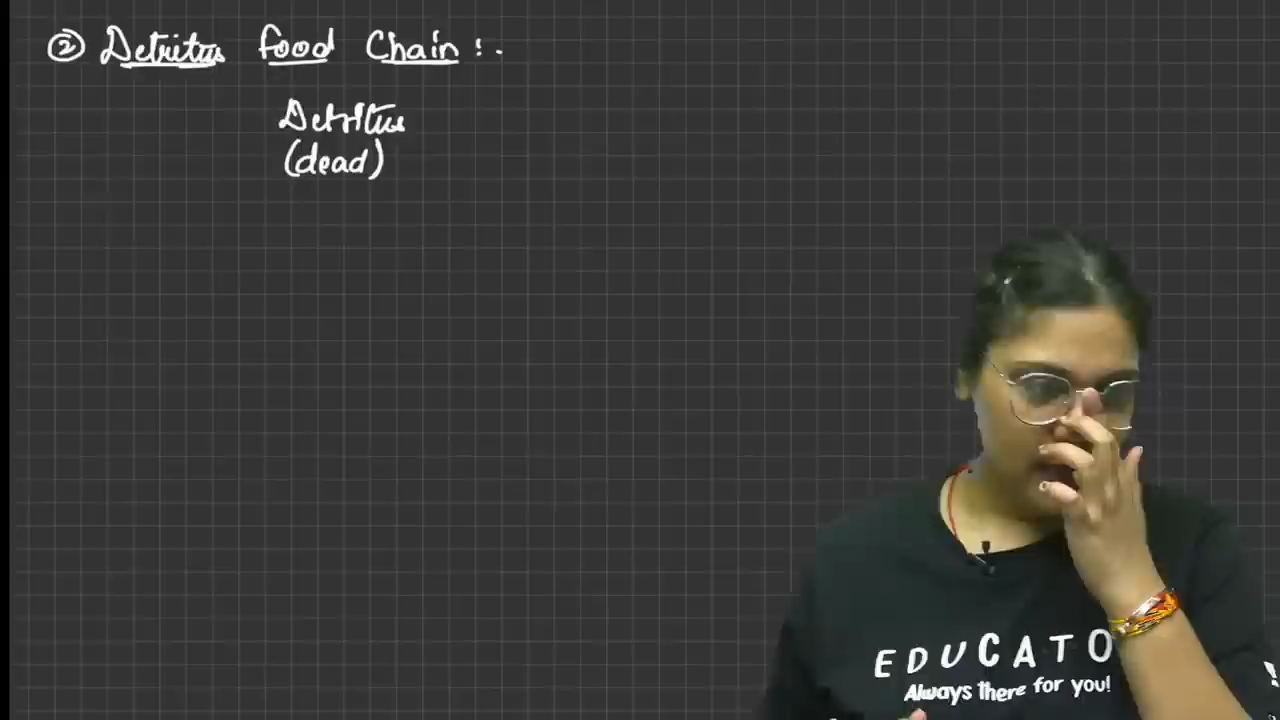 ② Detritus food Chain :.
Detritus
(dead)
EDUCATO
Always there for you!